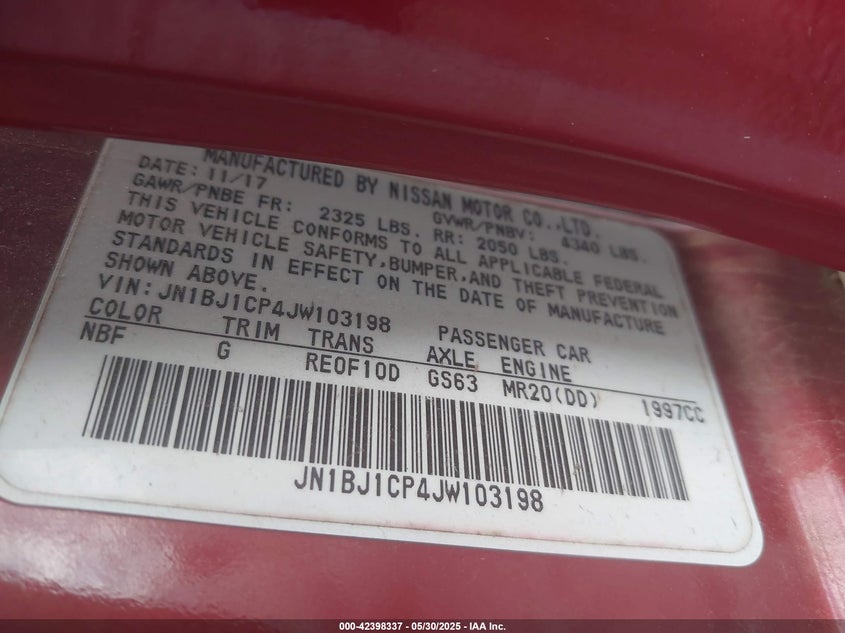 MANUFACTURED BY NISSAN MOTOR CO.,LTD.
DATE: 11/17 GVWR/PNBV: 4340 LBS.
GAWR/PNBE FR: 2325 LBS. RR: 2050 LBS.
THIS VEHICLE CONFORMS TO ALL APPLICABLE FEDERAL
MOTOR VEHICLE SAFETY,BUMPER,AND THEFT PREVENTION
STANDARDS IN EFFECT ON THE DATE OF MANUFACTURE
SHOWN ABOVE.
VIN: JN1BJ1CP4JW103198 PASSENGER CAR
COLOR TRIM TRANS AXLE ENGINE
NBF G RE0F10D GS63 MR20(DD) 1997CC
JN1BJ1CP4JW103198
000-42398337 - 05/30/2025 - IAA Inc.